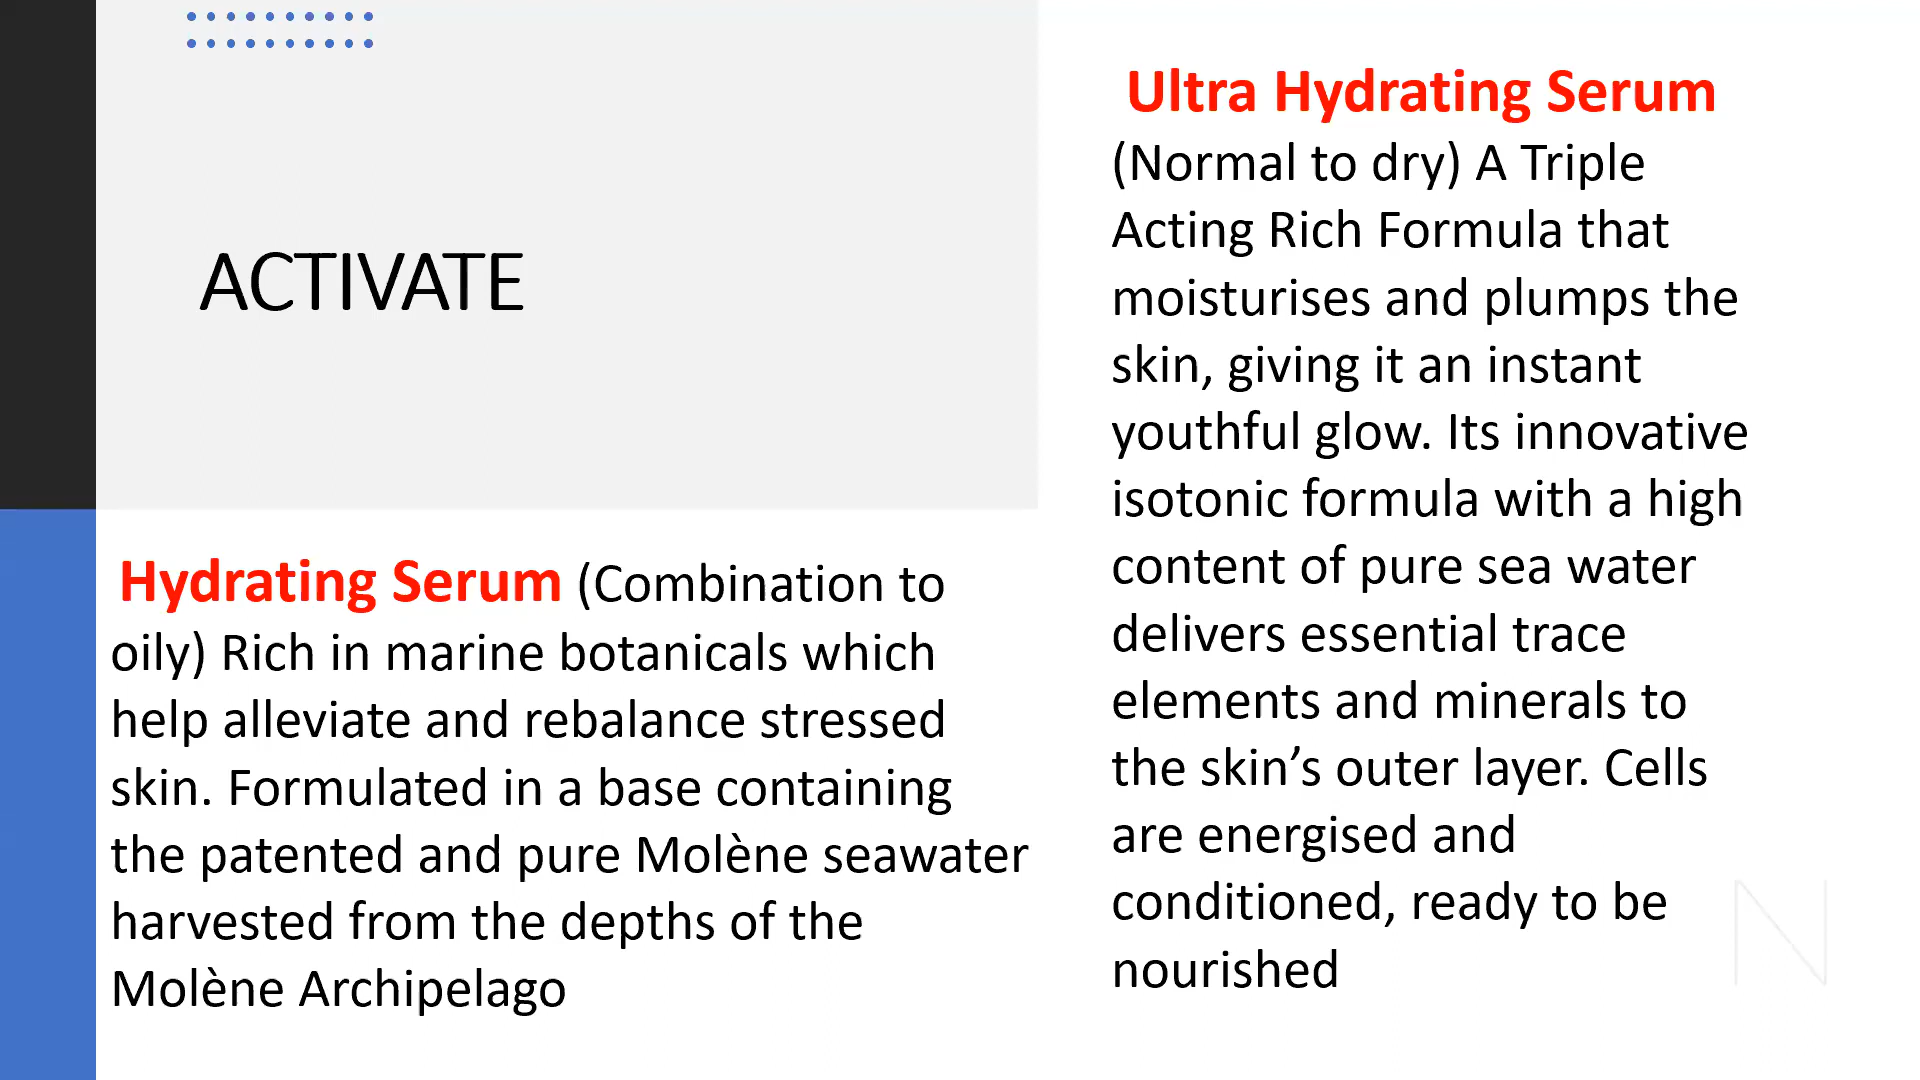 ACTIVATE
Hydrating Serum (Combination to
oily) Rich in marine botanicals which
help alleviate and rebalance stressed
skin. Formulated in a base containing
the patented and pure Molène seawater
harvested from the depths of the
Molène Archipelago
Ultra Hydrating Serum
(Normal to dry) A Triple
Acting Rich Formula that
moisturises and plumps the
skin, giving it an instant
youthful glow. Its innovative
isotonic formula with a high
content of pure sea water
delivers essential trace
elements and minerals to
the skin’s outer layer. Cells
are energised and
conditioned, ready to be
nourished
N